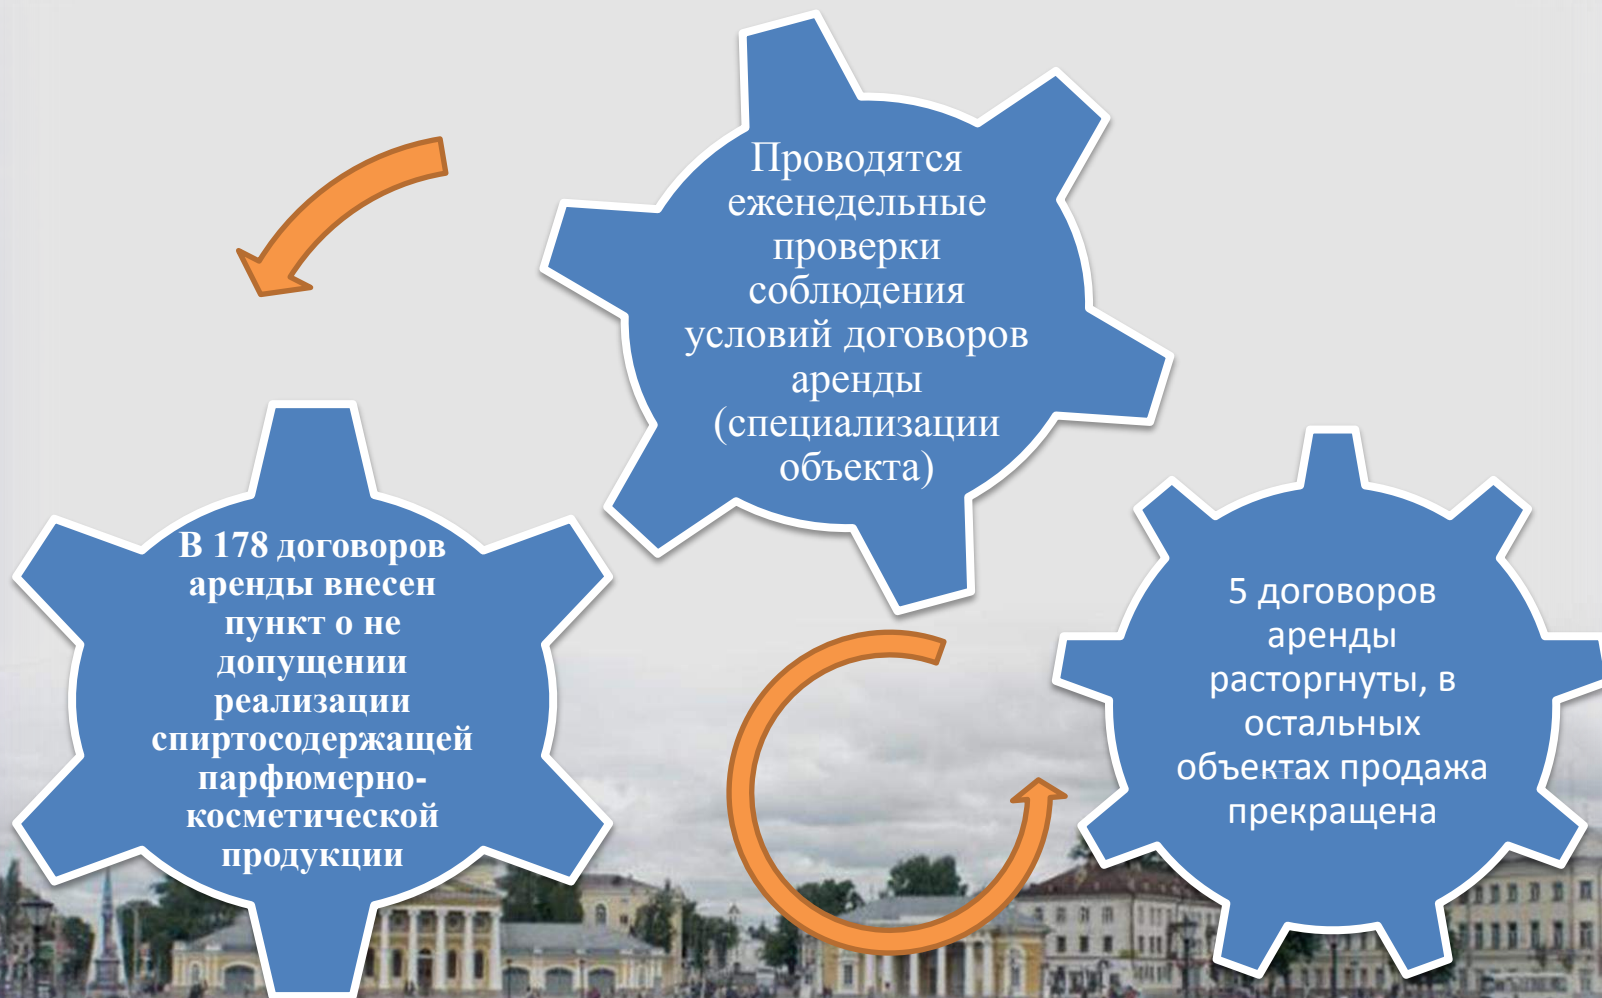 Проводятся
еженедельные
проверки
соблюдения
условий договоров
аренды
(специализации
объекта)
В 178 договоров
аренды внесен
пункт о не
допущении
реализации
спиртосодержащей
парфюмерно-
косметической
продукции
5 договоров
аренды
расторгнуты, в
остальных
объектах продажа
прекращена